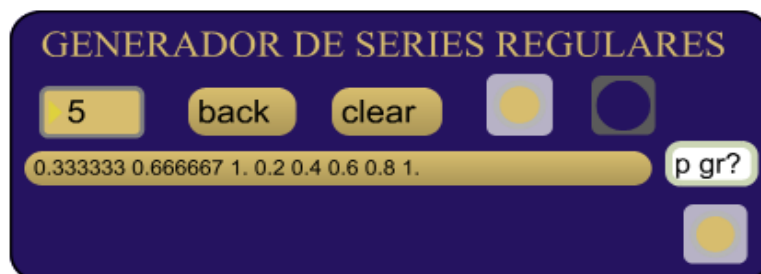 GENERADOR DE SERIES REGULARES
5 back clear
0.333333 0.666667 1. 0.2 0.4 0.6 0.8 1. p gr?